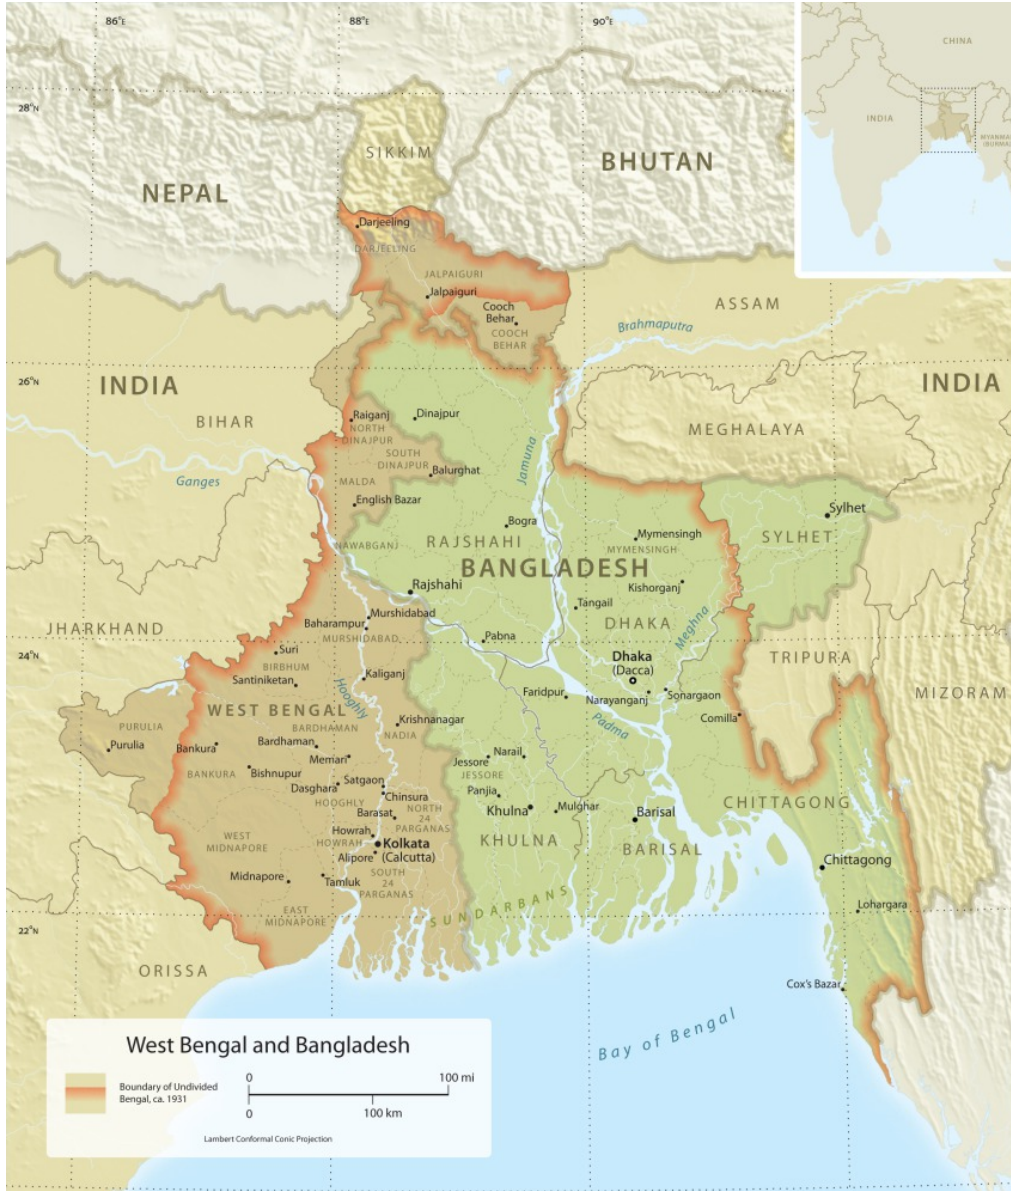 86°E
88°E
90°E
CHINA
INDIA
MYANMAR
(BURMA)
28°N
SIKKIM
NEPAL
BHUTAN
Darjeeling
DARJEELING
JALPAIGURI
Jalpaiguri
Cooch
Behar
COOCH
BEHAR
ASSAM
Brahmaputra
26°N
INDIA
INDIA
BIHAR
Raiganj
NORTH
DINAJPUR
Dinajpur
MEGHALAYA
SOUTH
DINAJPUR
Balurghat
Jamuna
Ganges
MALDA
English Bazar
Sylhet
SYLHET
Bogra
NAWABGANJ
RAJSHAHI
Mymensingh
MYMENSINGH
BANGLADESH
Kishorganj
Rajshahi
Tangail
Murshidabad
Baharampur
MURSHIDABAD
JHARKHAND
DHAKA
Meghna
Pabna
24°N
Suri
BIRBHUM
Santiniketan
Kaliganj
Dhaka
(Dacca)
TRIPURA
MIZORAM
Hooghly
Faridpur
Narayanganj
Sonargaon
WEST BENGAL
PURULIA
Purulia
Krishnanagar
NADIA
Padma
Comilla
BARDHAMAN
Bardhaman
Bankura
BANKURA
Memari
Bishnupur
Narail
Jessore
JESSORE
Satgaon
Dasghara
Chinsura
HOOGHLY
Panjia
Khulna
Mulghar
Barisal
CHITTAGONG
Barasat
NORTH
24
PARGANAS
Howrah
HOWRAH
Kolkata
(Calcutta)
Alipore
WEST
MIDNAPORE
KHULNA
BARISAL
Chittagong
Midnapore
Tamluk
SOUTH
24
PARGANAS
EAST
MIDNAPORE
SUNDARBANS
Lohargara
22°N
ORISSA
Cox's Bazar
Bay of Bengal
West Bengal and Bangladesh
Boundary of Undivided
Bengal, ca. 1931
0
100 mi
0
100 km
Lambert Conformal Conic Projection